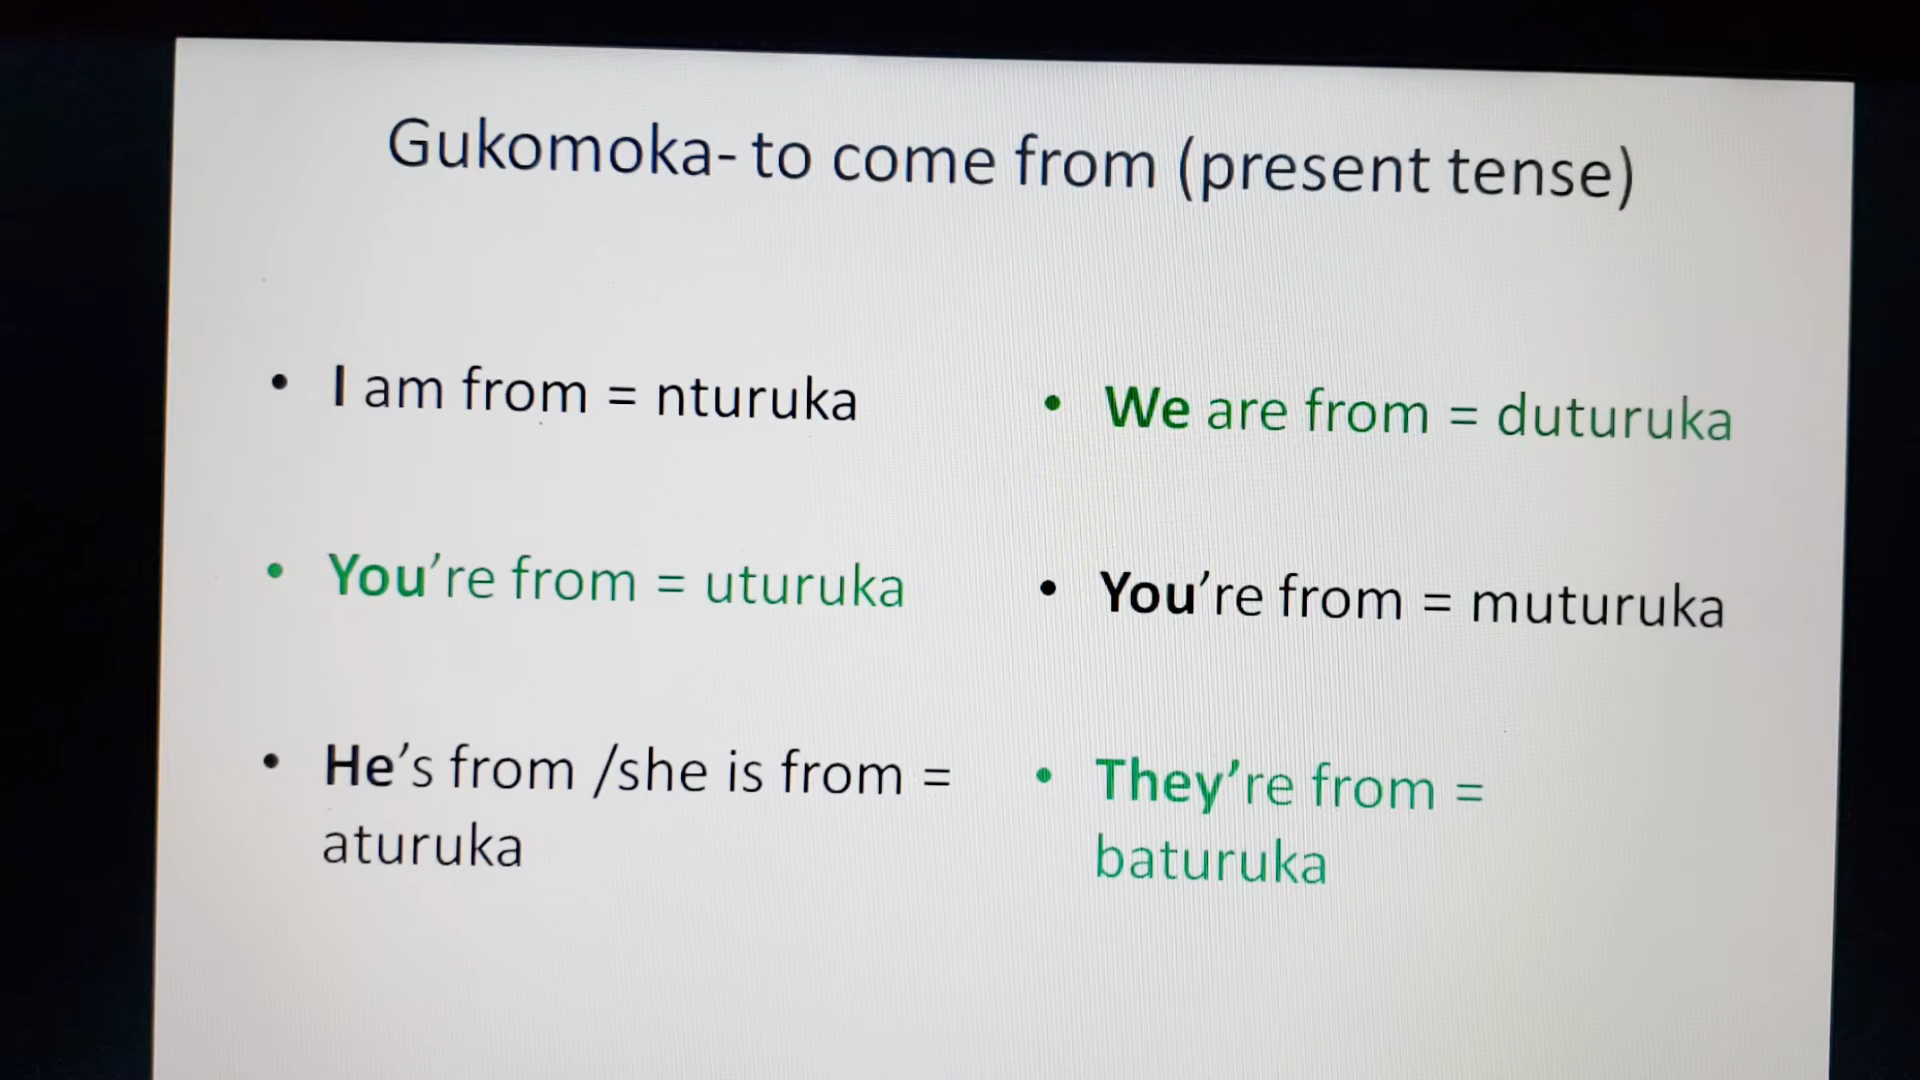 Gukomoka- to come from (present tense)
• I am from = nturuka
• You're from = uturuka
• He's from /she is from =
aturuka
• We are from = duturuka
• You're from = muturuka
• They're from =
baturuka